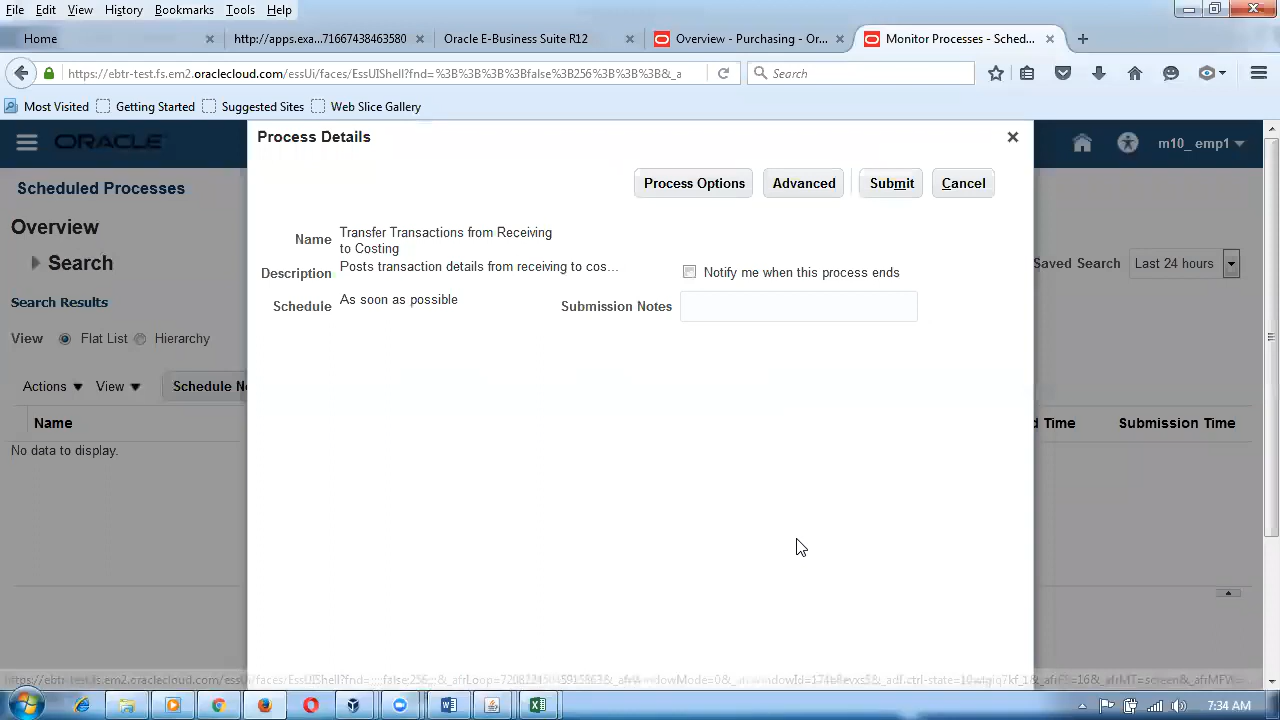 File Edit View History Bookmarks Tools Help
Home
http://apps.exa...71667438463580
Oracle E-Business Suite R12
Overview - Purchasing - Or...
Monitor Processes - Sched...
https://ebtr-test.fs.em2.oraclecloud.com/essUi/faces/EssUIShell?fnd=%3B%3B%3B%3Bfalse%3B256%3B%3B%3B&_a
Search
Most Visited Getting Started Suggested Sites Web Slice Gallery
Process Details
ORACLE
m10_ emp1
Scheduled Processes
Process Options Advanced Submit Cancel
Overview
Name Transfer Transactions from Receiving
to Costing
Search
Saved Search Last 24 hours
Description Posts transaction details from receiving to cos...
Notify me when this process ends
Search Results
Schedule As soon as possible
Submission Notes
View Flat List Hierarchy
Actions View Schedule Ne
Name
d Time Submission Time
No data to display.
7:34 AM